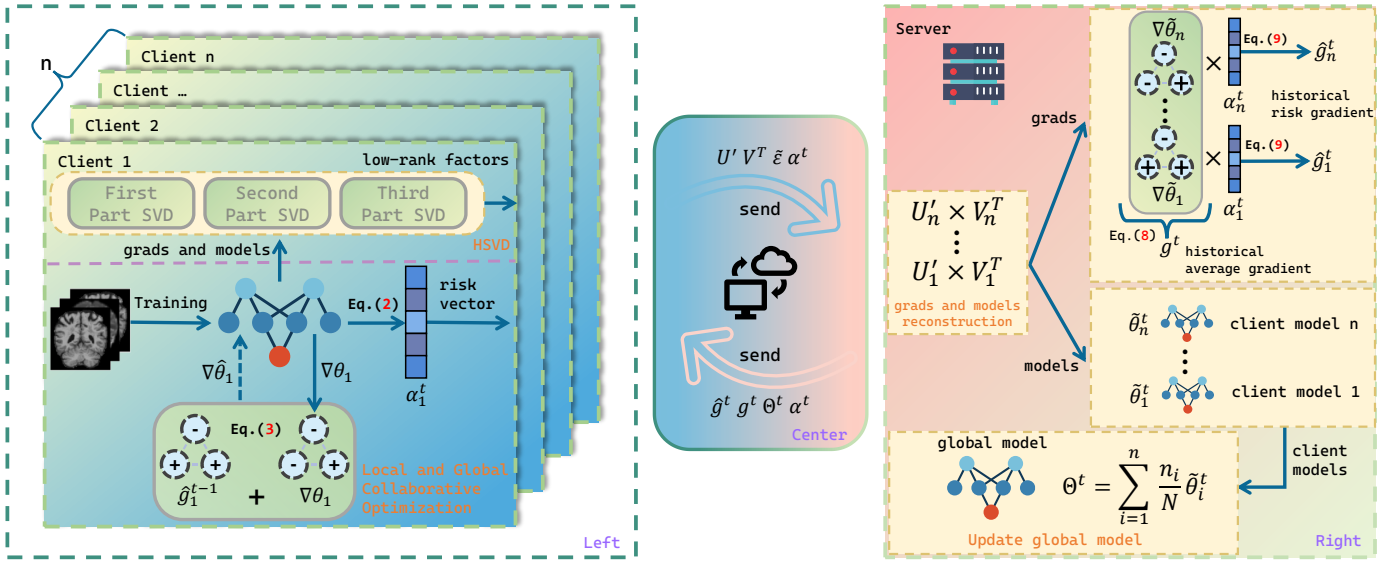 n
Client n
Client …
Client 2
Client 1
low-rank factors
First
Part SVD
Second
Part SVD
Third
Part SVD
HSVD
grads and models
Training
Eq.(2)
risk
vector
∇θ̂₁
∇θ₁
α₁ᵗ
Eq.(3)
-
+ +
-
- +
ĝ₁ᵗ⁻¹ + ∇θ₁
Local and Global
Collaborative
Optimization
Left
U′ Vᵀ ε̃ αᵗ
send
send
ĝᵗ gᵗ Θᵗ αᵗ
Center
Server
grads
models
U′ₙ × Vₙᵀ
⋮
U′₁ × V₁ᵀ
grads and models
reconstruction
∇θ̃ₙ
-
- +
⋮
-
+ +
∇θ̃₁
×
αₙᵗ
Eq.(9)
ĝₙᵗ
historical
risk gradient
×
α₁ᵗ
Eq.(9)
ĝ₁ᵗ
Eq.(8)
gᵗ
historical
average gradient
θ̃ₙᵗ client model n
⋮
θ̃₁ᵗ client model 1
client
models
global model
Θᵗ = ∑ᵢ₌₁ⁿ nᵢ/N θ̃ᵢᵗ
Update global model
Right